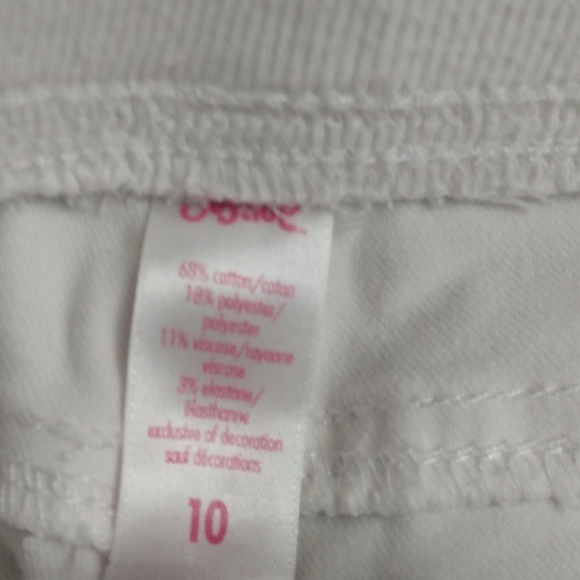 68% cotton/coton
18% polyester/
polyester
11% viscose/rayonne
viscose
3% elastane/
élasthanne
exclusive of decoration
sauf décorations
10